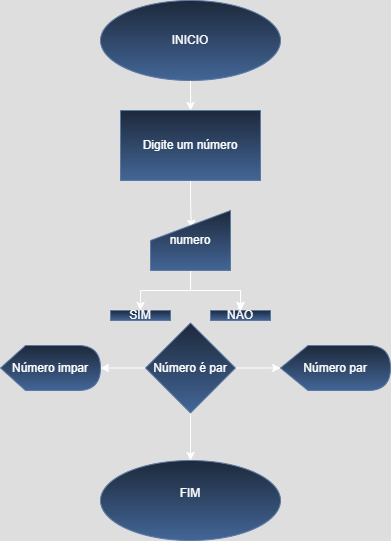 INICIO
Digite um número
numero
SIM
NÃO
Número impar
Número é par
Número par
FIM